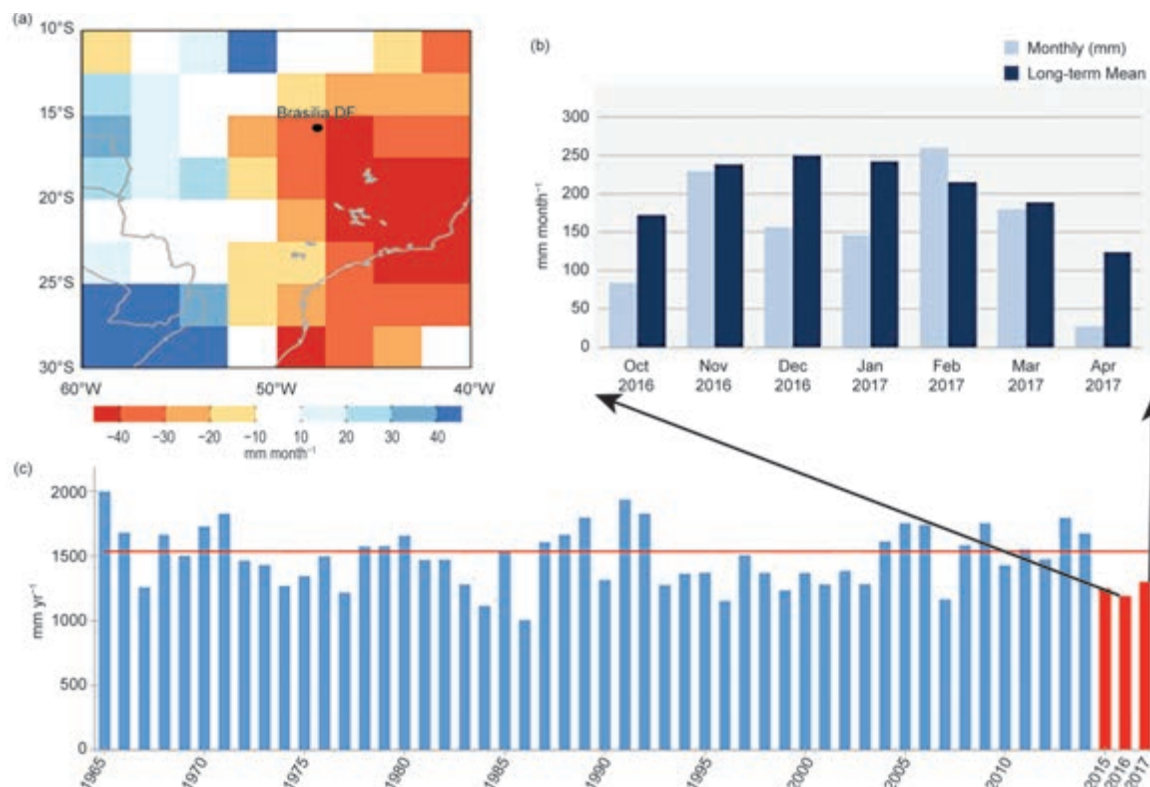 (a)
10°S
15°S
20°S
25°S
30°S
Brasília DF
60°W 50°W 40°W
−40 −30 −20 −10 10 20 30 40
mm month⁻¹
(b)
Monthly (mm)
Long-term Mean
300
250
200
150
100
50
0
mm month⁻¹
Oct Nov Dec Jan Feb Mar Apr
2016 2016 2016 2017 2017 2017 2017
(c)
2000
1500
1000
500
0
mm yr⁻¹
1965 1970 1975 1980 1985 1990 1995 2000 2005 2010 2015 2016 2017